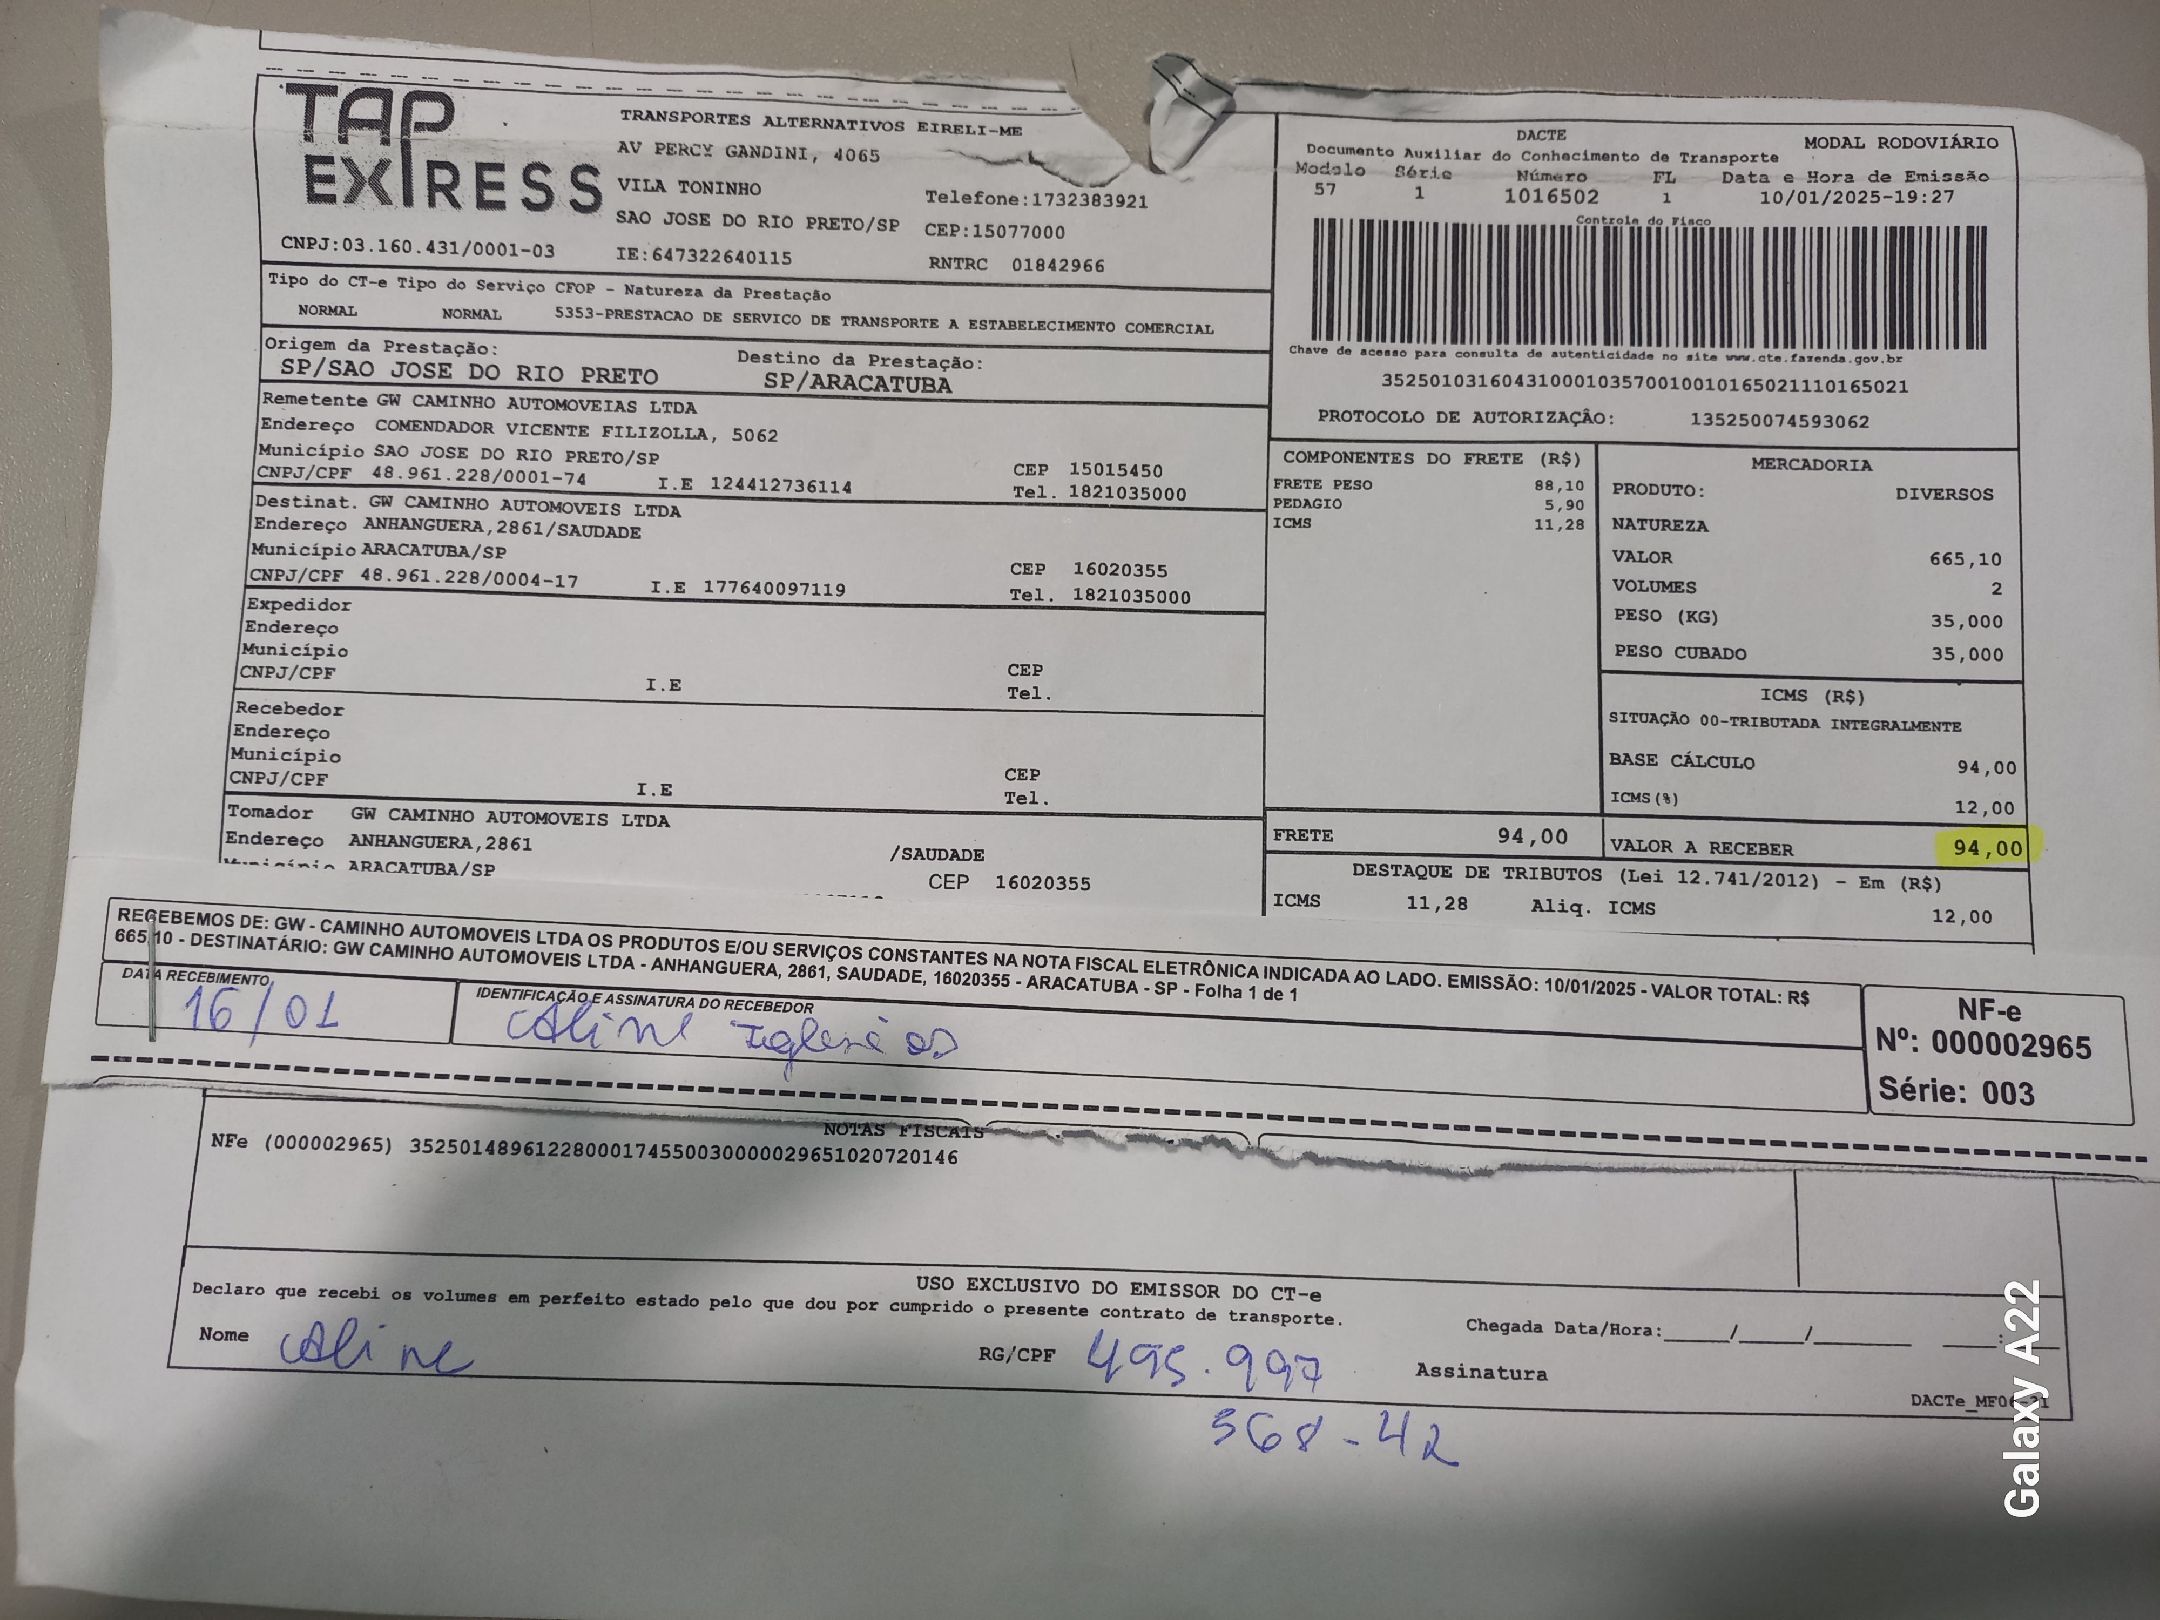 TAP
EXPRESS
TRANSPORTES ALTERNATIVOS EIRELI-ME
AV PERCY GANDINI, 4065
VILA TONINHO
Telefone:1732383921
SAO JOSE DO RIO PRETO/SP CEP:15077000
CNPJ:03.160.431/0001-03 IE:647322640115 RNTRC 01842966
DACTE MODAL RODOVIÁRIO
Documento Auxiliar do Conhecimento de Transporte
Modelo Série Número FL Data e Hora de Emissão
57 1 1016502 1 10/01/2025-19:27
Controle do Fisco
Chave de acesso para consulta de autenticidade no site www.cte.fazenda.gov.br
35250103160431000103570010010165021110165021
PROTOCOLO DE AUTORIZAÇÃO: 135250074593062
Tipo do CT-e Tipo do Serviço CFOP - Natureza da Prestação
NORMAL NORMAL 5353-PRESTACAO DE SERVICO DE TRANSPORTE A ESTABELECIMENTO COMERCIAL
Origem da Prestação: Destino da Prestação:
SP/SAO JOSE DO RIO PRETO SP/ARACATUBA
Remetente GW CAMINHO AUTOMOVEIAS LTDA
Endereço COMENDADOR VICENTE FILIZOLLA, 5062
Município SAO JOSE DO RIO PRETO/SP CEP 15015450
CNPJ/CPF 48.961.228/0001-74 I.E 124412736114 Tel. 1821035000
Destinat. GW CAMINHO AUTOMOVEIS LTDA
Endereço ANHANGUERA,2861/SAUDADE
Município ARACATUBA/SP CEP 16020355
CNPJ/CPF 48.961.228/0004-17 I.E 177640097119 Tel. 1821035000
Expedidor
Endereço
Município CEP
CNPJ/CPF I.E Tel.
Recebedor
Endereço
Município CEP
CNPJ/CPF I.E Tel.
Tomador GW CAMINHO AUTOMOVEIS LTDA
Endereço ANHANGUERA,2861 /SAUDADE
Município ARACATUBA/SP CEP 16020355
COMPONENTES DO FRETE (R$)
FRETE PESO 88,10
PEDAGIO 5,90
ICMS 11,28
MERCADORIA
PRODUTO: DIVERSOS
NATUREZA
VALOR 665,10
VOLUMES 2
PESO (KG) 35,000
PESO CUBADO 35,000
ICMS (R$)
SITUAÇÃO 00-TRIBUTADA INTEGRALMENTE
BASE CÁLCULO 94,00
ICMS(%) 12,00
FRETE 94,00 VALOR A RECEBER 94,00
DESTAQUE DE TRIBUTOS (Lei 12.741/2012) - Em (R$)
ICMS 11,28 Aliq. ICMS 12,00
RECEBEMOS DE: GW - CAMINHO AUTOMOVEIS LTDA OS PRODUTOS E/OU SERVIÇOS CONSTANTES NA NOTA FISCAL ELETRÔNICA INDICADA AO LADO. EMISSÃO: 10/01/2025 - VALOR TOTAL: R$
665,10 - DESTINATÁRIO: GW CAMINHO AUTOMOVEIS LTDA - ANHANGUERA, 2861, SAUDADE, 16020355 - ARACATUBA - SP - Folha 1 de 1
DATA RECEBIMENTO IDENTIFICAÇÃO E ASSINATURA DO RECEBEDOR
16/01 Aline Iglesias
NF-e
Nº: 000002965
Série: 003
NOTAS FISCAIS
NFe (000002965) 35250148961228000174550030000029651020720146
USO EXCLUSIVO DO EMISSOR DO CT-e
Declaro que recebi os volumes em perfeito estado pelo que dou por cumprido o presente contrato de transporte.
Chegada Data/Hora:_____/_____/_______ ___:___
Nome Aline RG/CPF 495.997 Assinatura
568-42
Galaxy A22